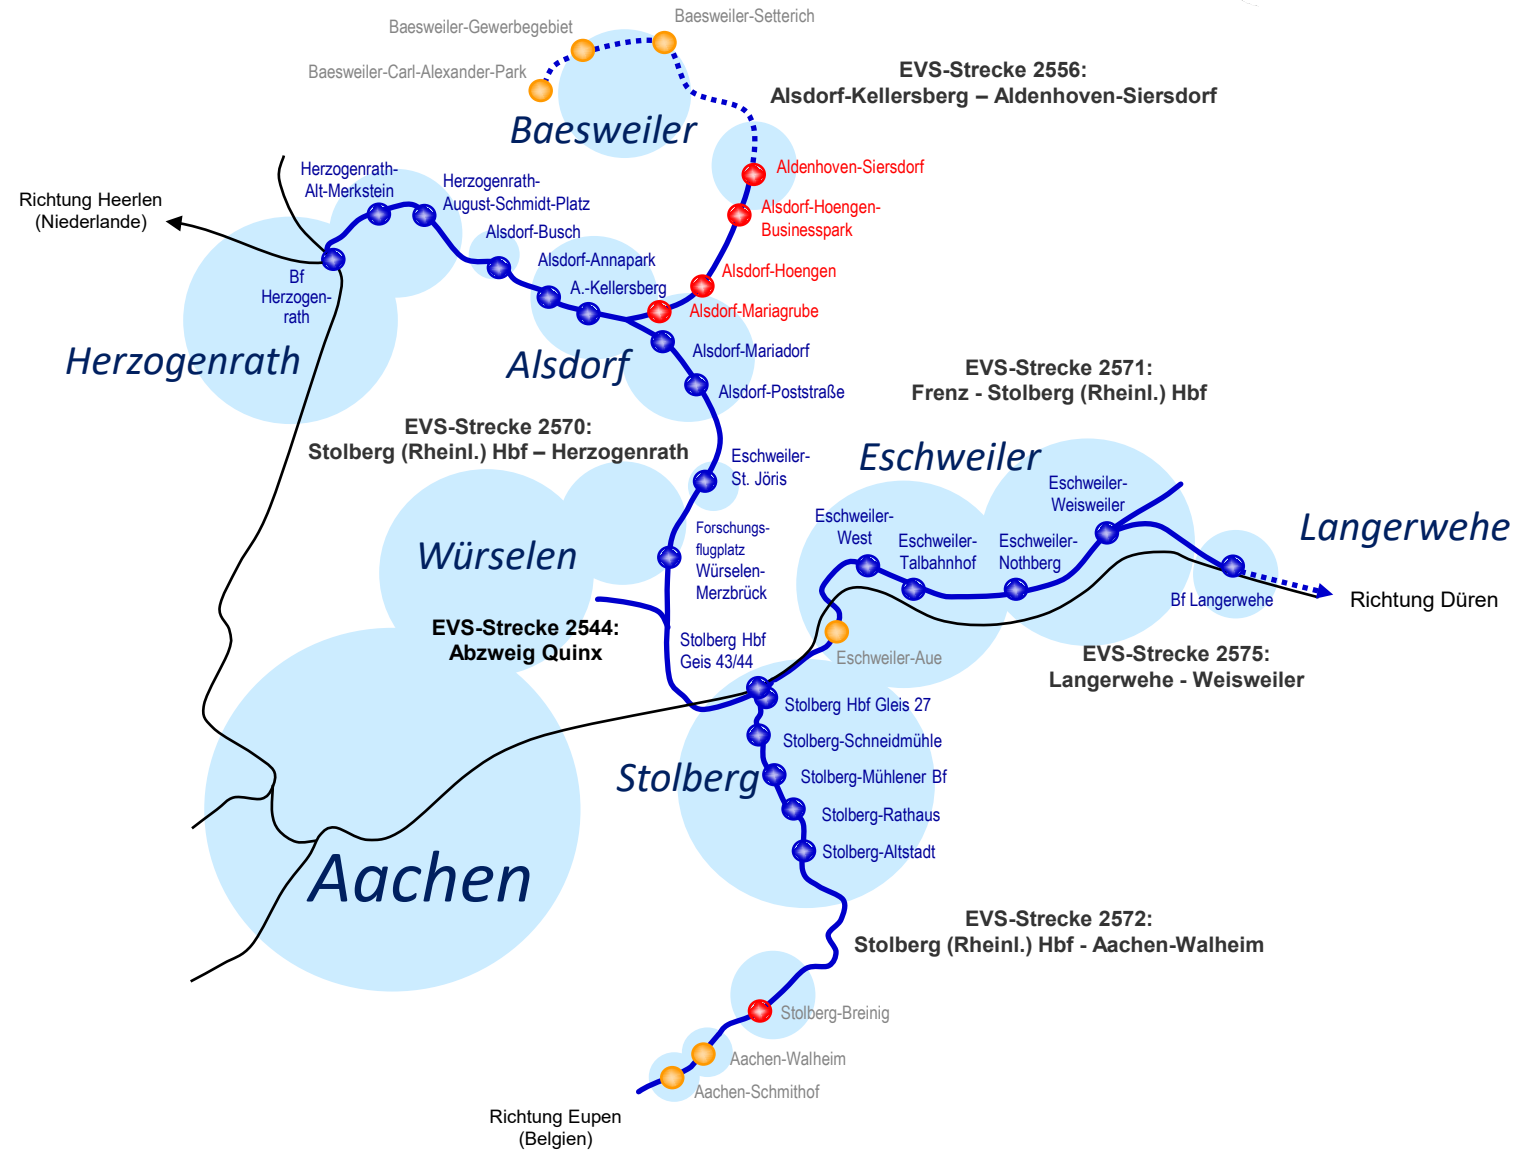 Baesweiler-Setterich
Baesweiler-Gewerbegebiet
Baesweiler-Carl-Alexander-Park
EVS-Strecke 2556:
Alsdorf-Kellersberg – Aldenhoven-Siersdorf
Baesweiler
Herzogenrath-
Alt-Merkstein
Herzogenrath-
August-Schmidt-Platz
Aldenhoven-Siersdorf
Richtung Heerlen
(Niederlande)
Alsdorf-Hoengen-
Businesspark
Alsdorf-Busch
Alsdorf-Annapark
A.-Kellersberg
Alsdorf-Hoengen
Bf
Herzogen-
rath
Alsdorf-Mariagrube
Herzogenrath
Alsdorf
Alsdorf-Mariadorf
Alsdorf-Poststraße
EVS-Strecke 2571:
Frenz - Stolberg (Rheinl.) Hbf
EVS-Strecke 2570:
Stolberg (Rheinl.) Hbf – Herzogenrath
Eschweiler-
St. Jöris
Eschweiler
Eschweiler-
Weisweiler
Langerwehe
Eschweiler-
West
Eschweiler-
Talbahnhof
Eschweiler-
Nothberg
Würselen
Forschungs-
flugplatz
Würselen-
Merzbrück
Bf Langerwehe
Richtung Düren
EVS-Strecke 2544:
Abzweig Quinx
Stolberg Hbf
Geis 43/44
Eschweiler-Aue
EVS-Strecke 2575:
Langerwehe - Weisweiler
Stolberg Hbf Gleis 27
Stolberg-Schneidmühle
Stolberg
Stolberg-Mühlener Bf
Stolberg-Rathaus
Stolberg-Altstadt
Aachen
EVS-Strecke 2572:
Stolberg (Rheinl.) Hbf - Aachen-Walheim
Stolberg-Breinig
Aachen-Walheim
Aachen-Schmithof
Richtung Eupen
(Belgien)